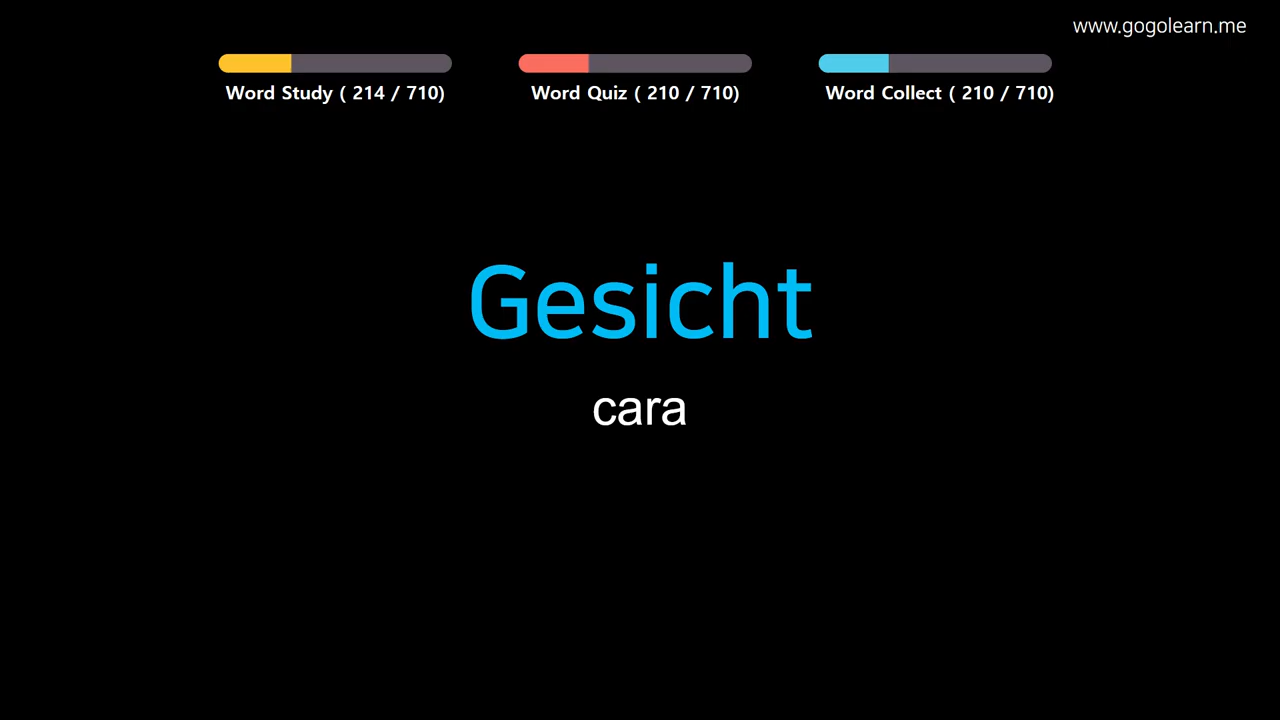 www.gogolearn.me
Word Study ( 214 / 710)
Word Quiz ( 210 / 710)
Word Collect ( 210 / 710)
Gesicht
cara